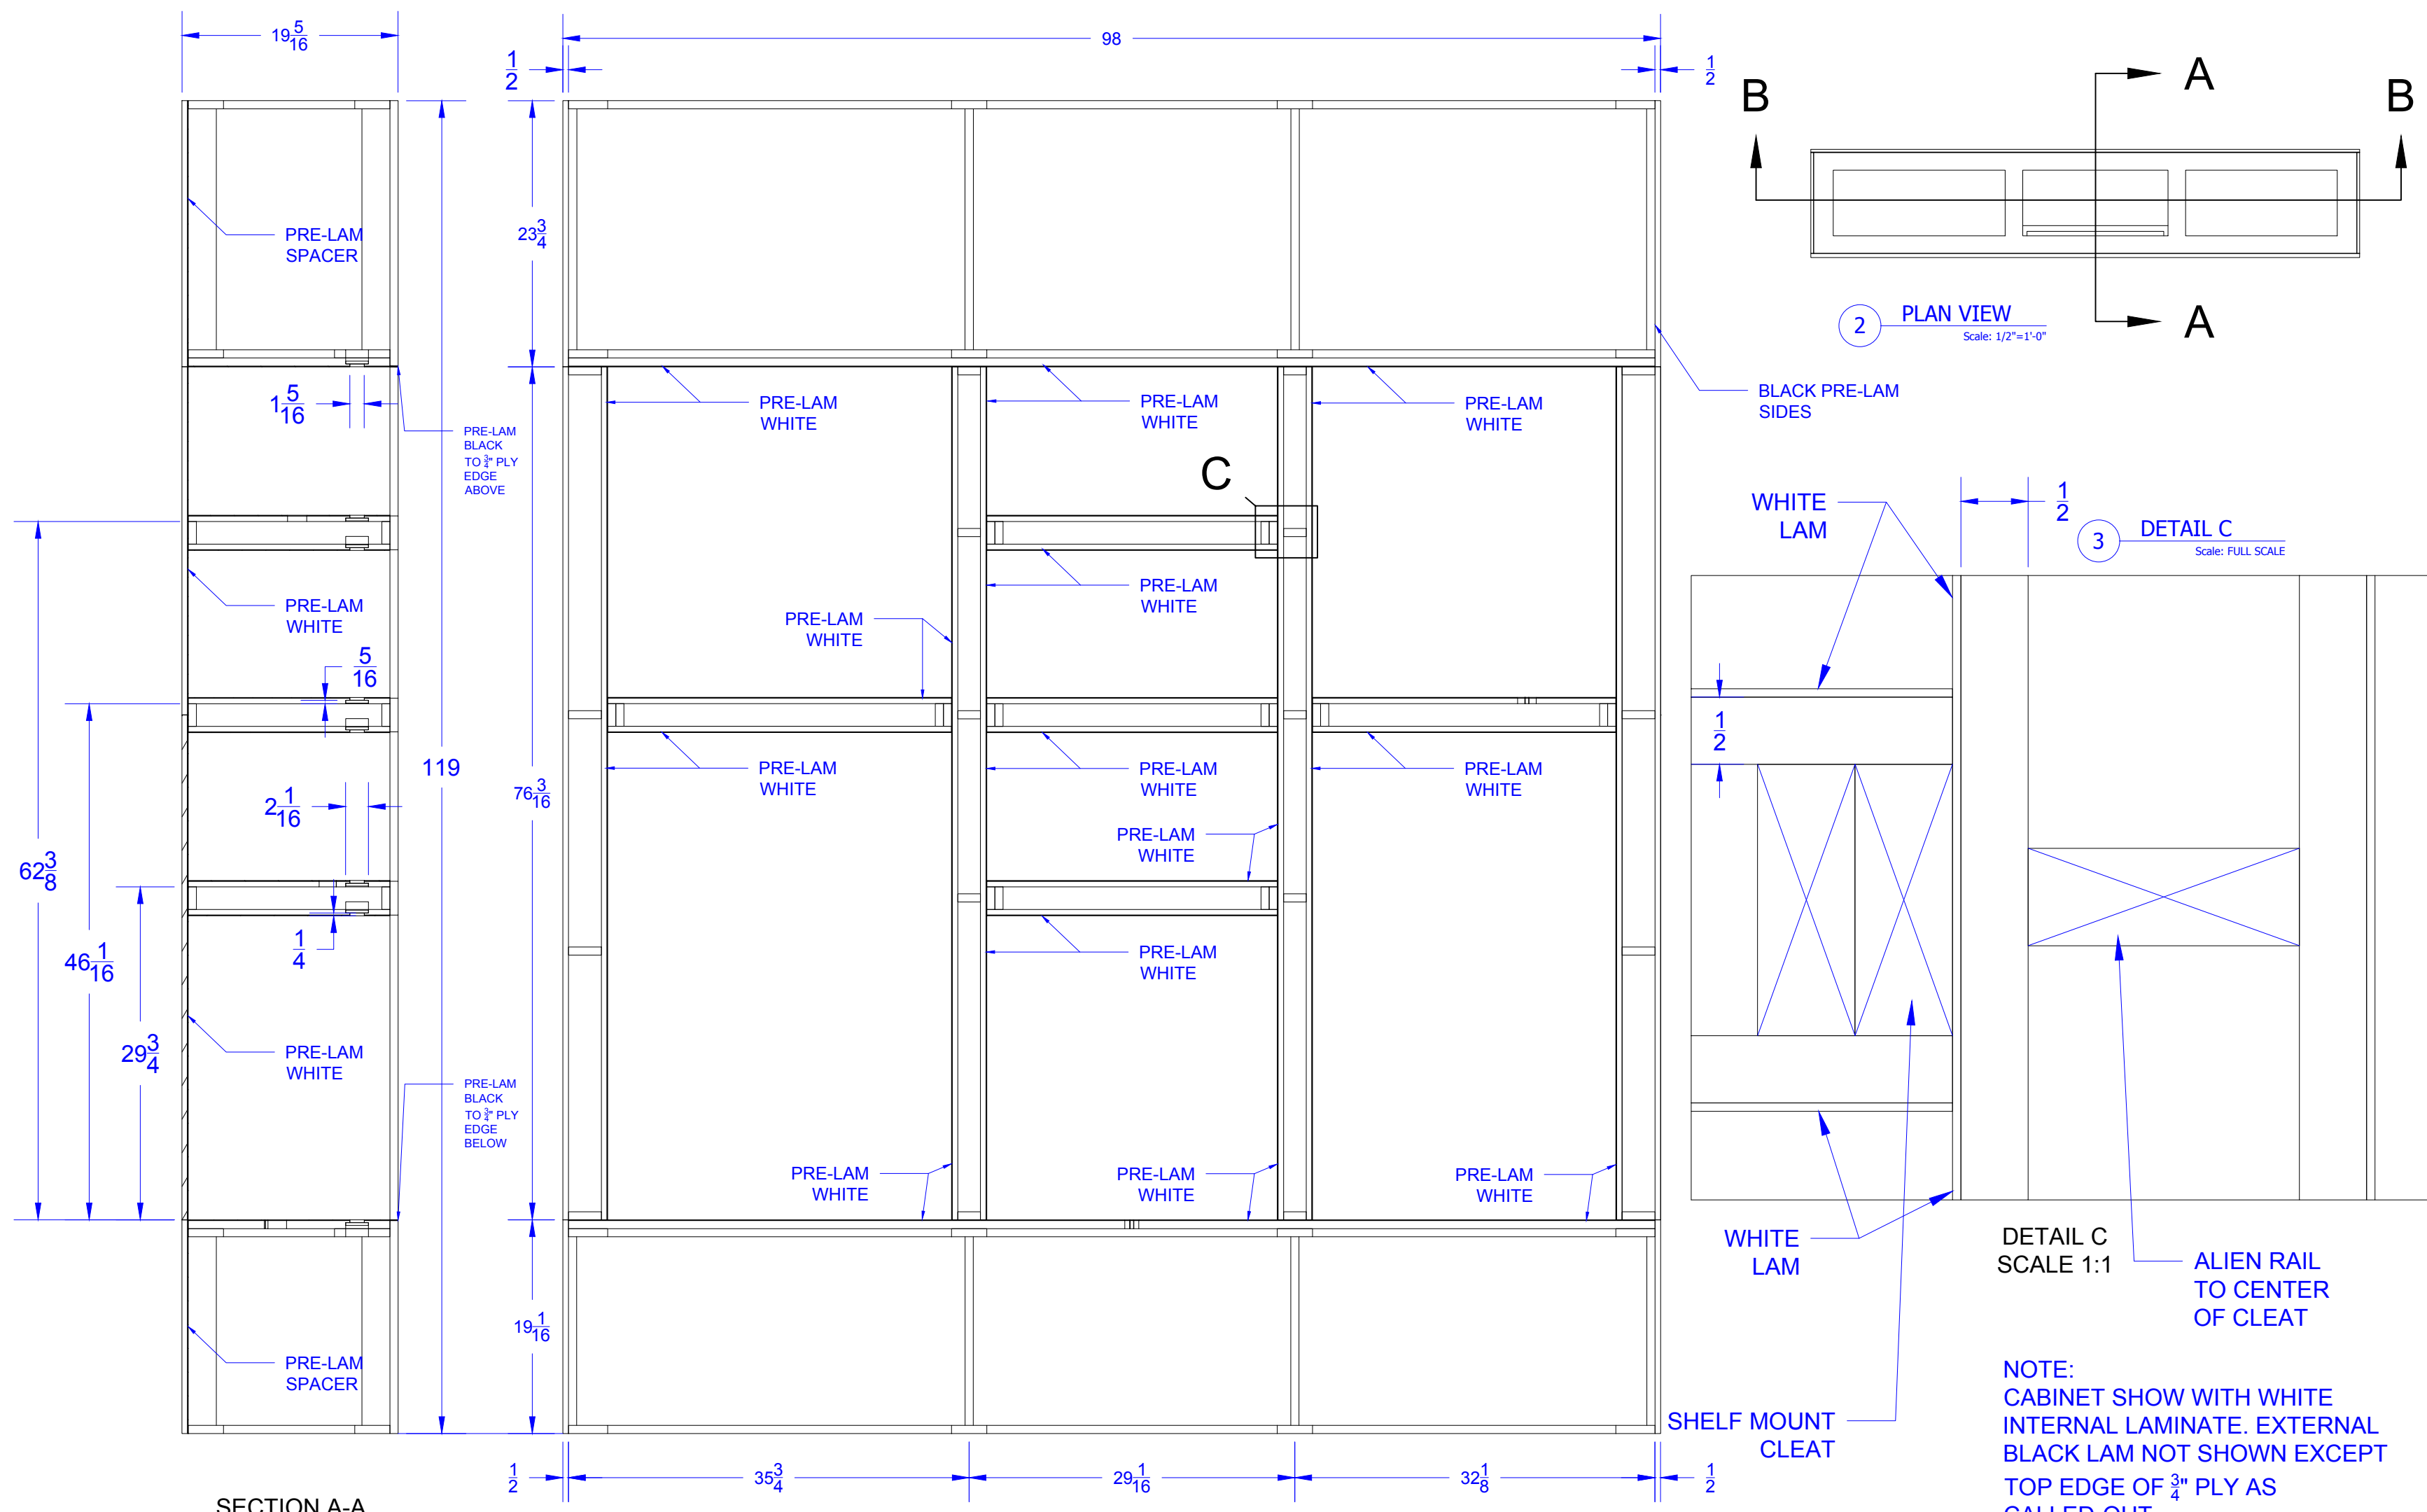 19 5/16
98
1/2
1/2
A
B
B
A
2
PLAN VIEW
Scale: 1/2"=1'-0"
23 3/4
PRE-LAM
SPACER
1 5/16
PRE-LAM
BLACK
TO 3/4" PLY
EDGE
ABOVE
PRE-LAM
WHITE
PRE-LAM
WHITE
PRE-LAM
WHITE
BLACK PRE-LAM
SIDES
C
WHITE
LAM
1/2
3
DETAIL C
Scale: FULL SCALE
PRE-LAM
WHITE
PRE-LAM
WHITE
PRE-LAM
WHITE
5/16
1/2
119
76 3/16
2 1/16
PRE-LAM
WHITE
PRE-LAM
WHITE
PRE-LAM
WHITE
PRE-LAM
WHITE
62 3/8
46 1/16
29 3/4
1/4
PRE-LAM
WHITE
PRE-LAM
WHITE
PRE-LAM
BLACK
TO 3/4" PLY
EDGE
BELOW
PRE-LAM
WHITE
PRE-LAM
WHITE
PRE-LAM
WHITE
WHITE
LAM
DETAIL C
SCALE 1:1
ALIEN RAIL
TO CENTER
OF CLEAT
19 1/16
PRE-LAM
SPACER
SHELF MOUNT
CLEAT
NOTE:
CABINET SHOW WITH WHITE
INTERNAL LAMINATE. EXTERNAL
BLACK LAM NOT SHOWN EXCEPT
TOP EDGE OF 3/4" PLY AS
CALLED OUT
1/2
35 3/4
29 1/16
32 1/8
1/2
SECTION A-A